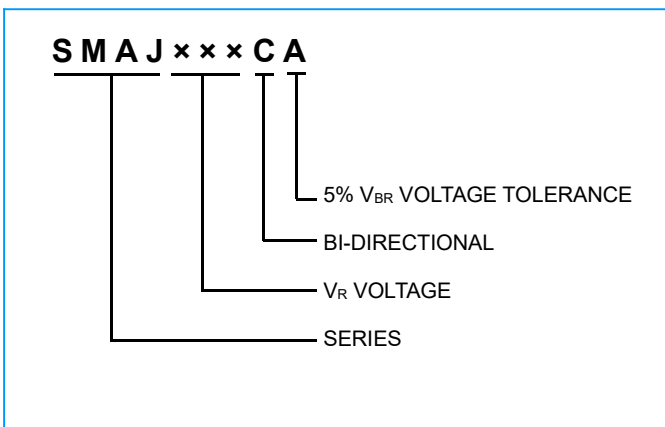 SMAJ×××CA
5% VBR VOLTAGE TOLERANCE
BI-DIRECTIONAL
VR VOLTAGE
SERIES